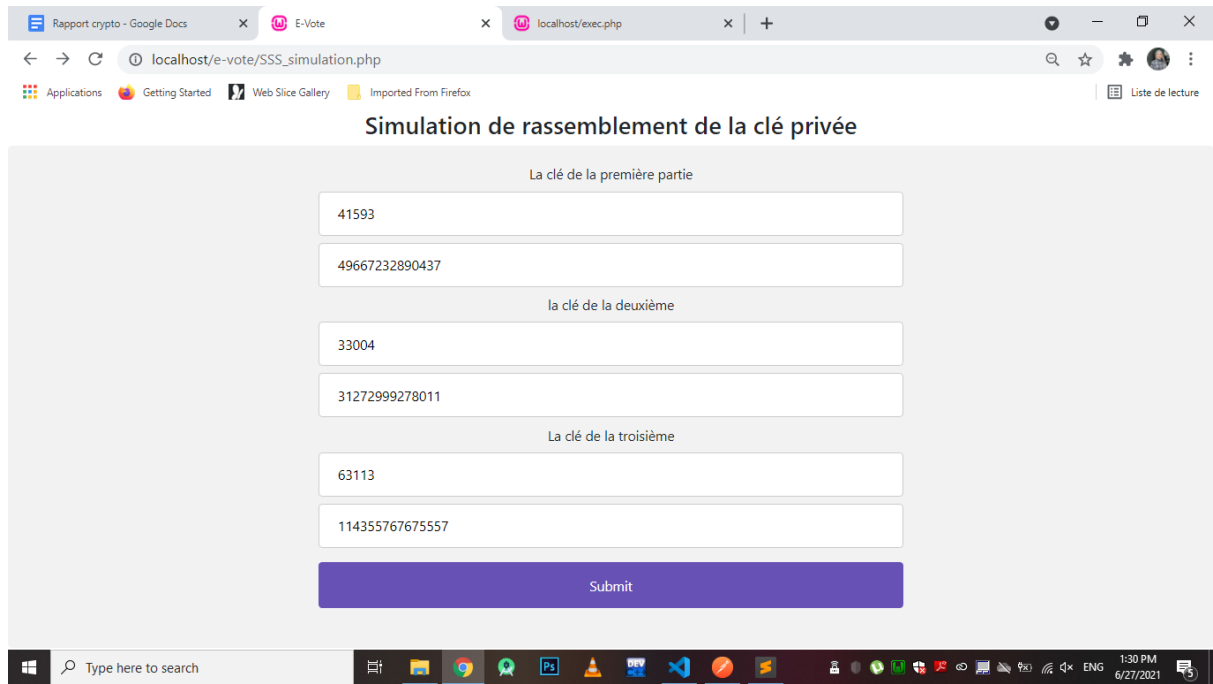 Rapport crypto - Google Docs
E-Vote
localhost/exec.php
localhost/e-vote/SSS_simulation.php
Applications
Getting Started
Web Slice Gallery
Imported From Firefox
Liste de lecture
Simulation de rassemblement de la clé privée
La clé de la première partie
41593
49667232890437
la clé de la deuxième
33004
31272999278011
La clé de la troisième
63113
114355767675557
Submit
Type here to search
Ps
DEV
ENG
1:30 PM
6/27/2021
5